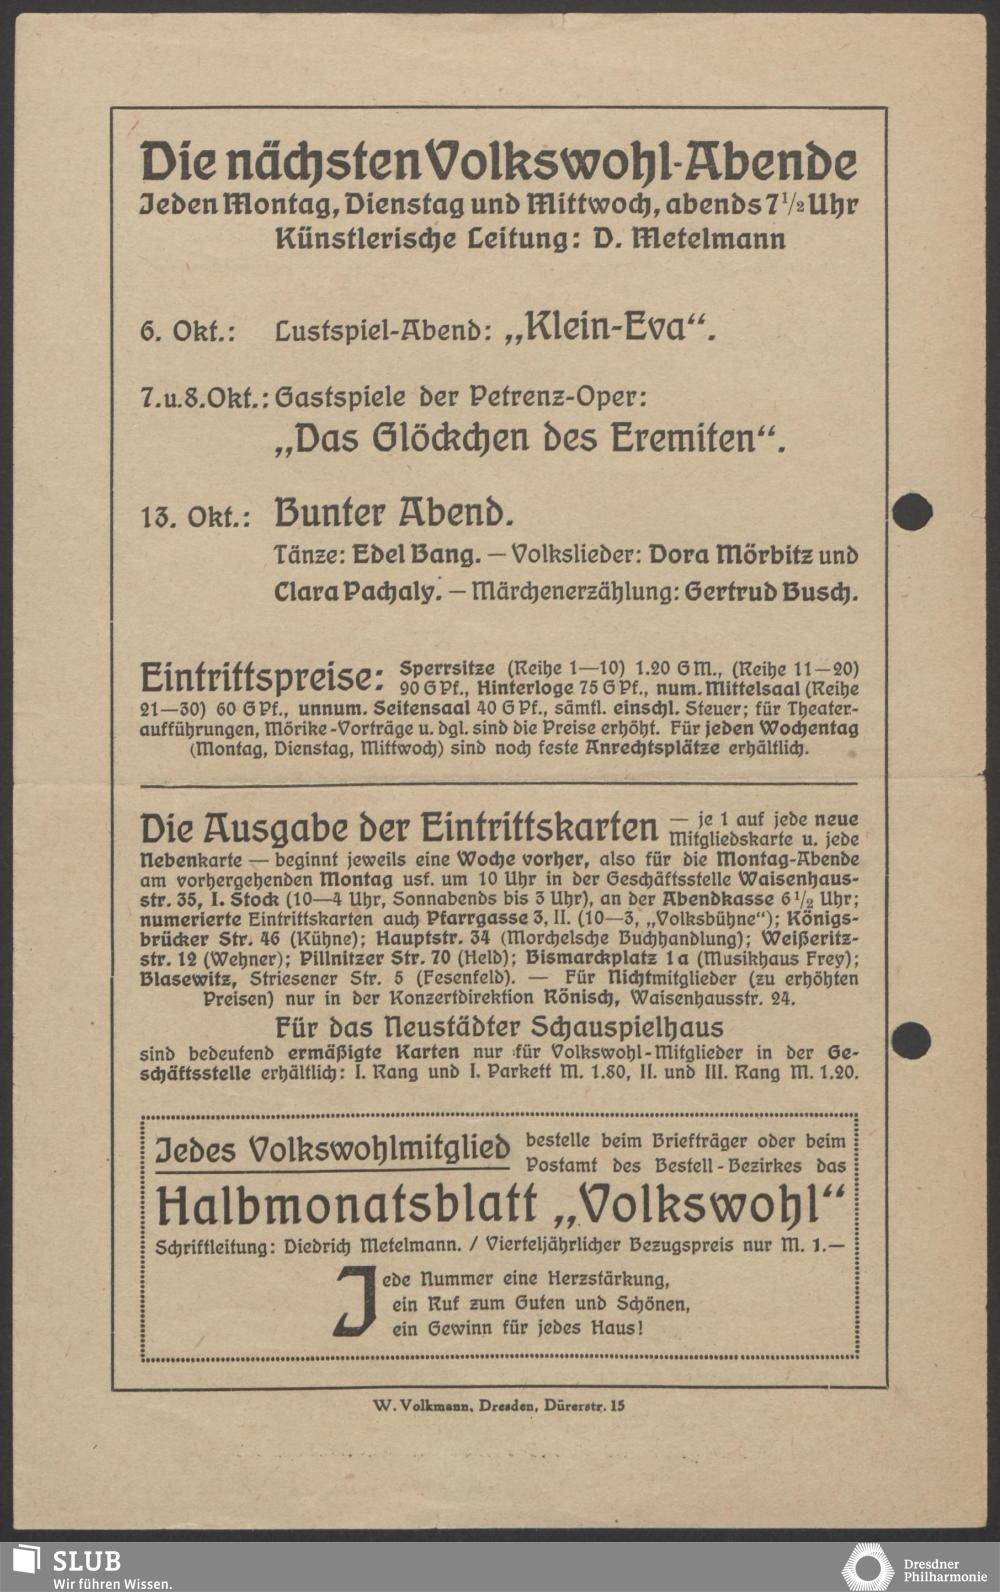 Die nächsten Volkswohl-Abende
Jeden Montag, Dienstag und Mittwoch, abends 7 1/2 Uhr
Künstlerische Leitung: D. Metelmann
6. Okt.: Lustspiel-Abend: „Klein-Eva“.
7. u. 8. Okt.: Gastspiele der Petrenz-Oper:
„Das Glöckchen des Eremiten“.
13. Okt.: Bunter Abend.
Tänze: Edel Bang. — Volkslieder: Dora Mörbitz und
Clara Pachaly. — Märchenerzählung: Gertrud Busch.
Eintrittspreise: Sperrsitze (Reihe 1—10) 1.20 GM., (Reihe 11—20)
90 GPf., Hinterloge 75 GPf., num. Mittelsaal (Reihe
21—30) 60 GPf., unnum. Seitensaal 40 GPf., sämtl. einschl. Steuer; für Theater-
aufführungen, Mörike-Vorträge u. dgl. sind die Preise erhöht. Für jeden Wochentag
(Montag, Dienstag, Mittwoch) sind noch feste Anrechtsplätze erhältlich.
Die Ausgabe der Eintrittskarten — je 1 auf jede neue
Mitgliedskarte u. jede
Nebenkarte — beginnt jeweils eine Woche vorher, also für die Montag-Abende
am vorhergehenden Montag usf. um 10 Uhr in der Geschäftsstelle Waisenhaus-
str. 35, I. Stock (10—4 Uhr, Sonnabends bis 3 Uhr), an der Abendkasse 6 1/2 Uhr;
numerierte Eintrittskarten auch Pfarrgasse 3, II. (10—3, „Volksbühne“); Königs-
brücker Str. 46 (Kühne); Hauptstr. 34 (Morchelsche Buchhandlung); Weißeritz-
str. 12 (Wehner); Pillnitzer Str. 70 (Held); Bismarckplatz 1a (Musikhaus Frey);
Blasewitz, Striesener Str. 5 (Fesenfeld). — Für Nichtmitglieder (zu erhöhten
Preisen) nur in der Konzertdirektion Rönisch, Waisenhausstr. 24.
Für das Neustädter Schauspielhaus
sind bedeutend ermäßigte Karten nur für Volkswohl-Mitglieder in der Ge-
schäftsstelle erhältlich: I. Rang und I. Parkett M. 1.80, II. und III. Rang M. 1.20.
Jedes Volkswohlmitglied bestelle beim Briefträger oder beim
Postamt des Bestell-Bezirkes das
Halbmonatsblatt „Volkswohl“
Schriftleitung: Diedrich Metelmann. / Vierteljährlicher Bezugspreis nur M. 1.—
Jede Nummer eine Herzstärkung,
ein Ruf zum Guten und Schönen,
ein Gewinn für jedes Haus!
W. Volkmann, Dresden, Dürerstr. 15
SLUB
Wir führen Wissen.
Dresdner
Philharmonie